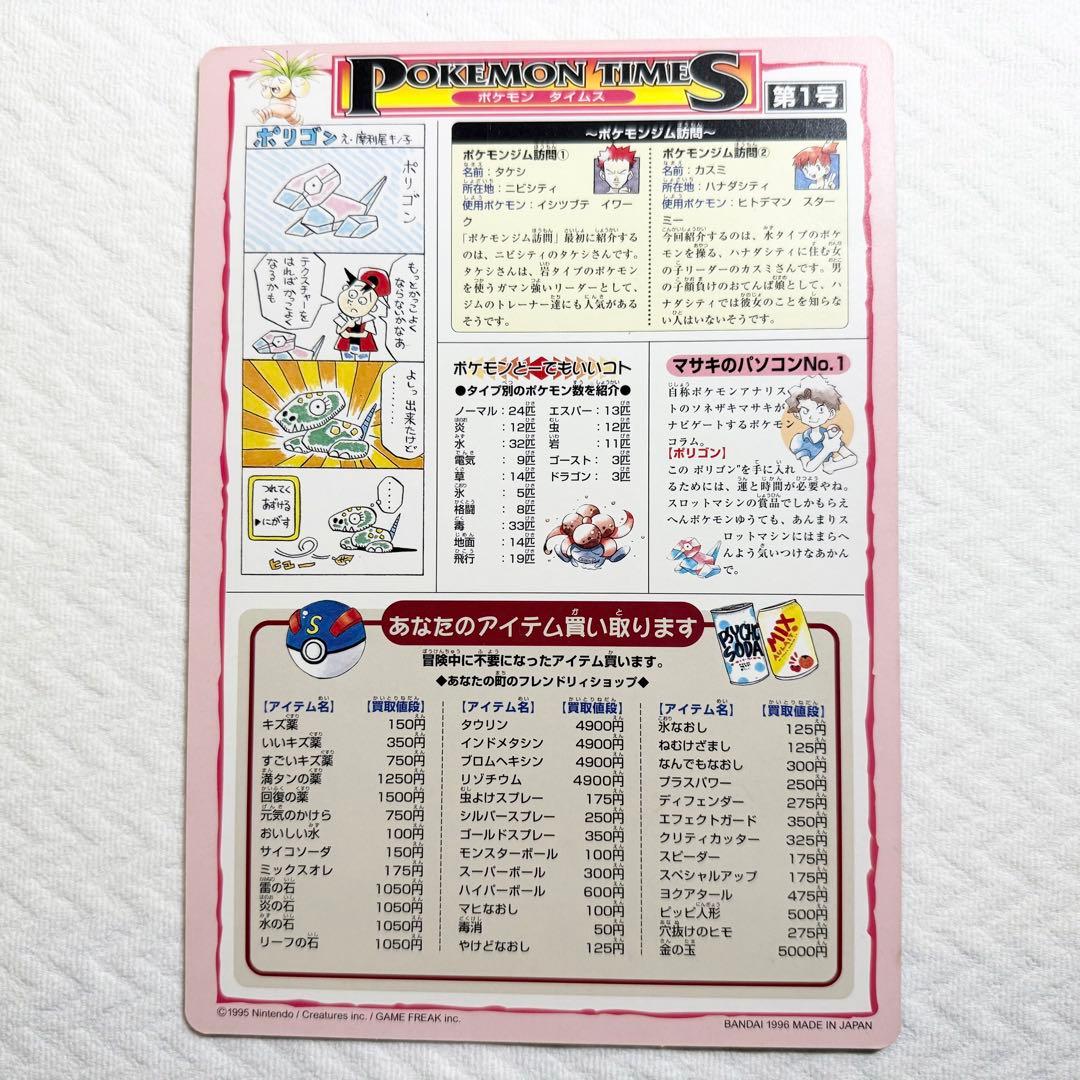 POKEMON TIMES
ポケモン タイムス
第1号
ポリゴン え・摩利尾キノ子
ポリゴン
もっとかっこよく
ならないかなあ
テクスチャーを
はればかっこよく
なるかも
よしっ出来たけど
………
…
つれてく
あずける
▶にがす
ヒュー
～ポケモンジム訪問～
ポケモンジム訪問①
名前：タケシ
所在地：ニビシティ
使用ポケモン：イシツブテ イワー
ク
「ポケモンジム訪問」最初に紹介する
のは、ニビシティのタケシさんです。
タケシさんは、岩タイプのポケモン
を使うガマン強いリーダーとして、
ジムのトレーナー達にも人気がある
そうです。
ポケモンジム訪問②
名前：カスミ
所在地：ハナダシティ
使用ポケモン：ヒトデマン スター
ミー
今回紹介するのは、水タイプのポケ
モンを操る、ハナダシティに住む女
の子リーダーのカスミさんです。男
の子顔負けのおてんば娘として、ハ
ナダシティでは彼女のことを知らな
い人はいないそうです。
ポケモンどーでもいいコト
●タイプ別のポケモン数を紹介●
ノーマル：24匹 エスパー：13匹
炎：12匹 虫：12匹
水：32匹 岩：11匹
電気：9匹 ゴースト：3匹
草：14匹 ドラゴン：3匹
氷：5匹
格闘：8匹
毒：33匹
地面：14匹
飛行：19匹
マサキのパソコンNo.1
自称ポケモンアナリス
トのソネザキマサキが
ナビゲートするポケモン
コラム。
【ポリゴン】
この ポリゴン"を手に入れ
るためには、運と時間が必要やね。
スロットマシンの賞品でしかもらえ
へんポケモンゆうても、あんまりス
ロットマシンにはまらへ
んよう気いつけなあかん
で。
S
あなたのアイテム買い取ります
PSYCHO
SODA
MIX
AULAIT
冒険中に不要になったアイテム買います。
◆あなたの町のフレンドリィショップ◆
【アイテム名】 【買取値段】
キズ薬 150円
いいキズ薬 350円
すごいキズ薬 750円
満タンの薬 1250円
回復の薬 1500円
元気のかけら 750円
おいしい水 100円
サイコソーダ 150円
ミックスオレ 175円
雷の石 1050円
炎の石 1050円
水の石 1050円
リーフの石 1050円
【アイテム名】 【買取値段】
タウリン 4900円
インドメタシン 4900円
ブロムヘキシン 4900円
リゾチウム 4900円
虫よけスプレー 175円
シルバースプレー 250円
ゴールドスプレー 350円
モンスターボール 100円
スーパーボール 300円
ハイパーボール 600円
マヒなおし 100円
毒消 50円
やけどなおし 125円
【アイテム名】 【買取値段】
氷なおし 125円
ねむけざまし 125円
なんでもなおし 300円
プラスパワー 250円
ディフェンダー 275円
エフェクトガード 350円
クリティカッター 325円
スピーダー 175円
スペシャルアップ 175円
ヨクアタール 475円
ピッピ人形 500円
穴抜けのヒモ 275円
金の玉 5000円
©1995 Nintendo / Creatures inc. / GAME FREAK inc.
BANDAI 1996 MADE IN JAPAN